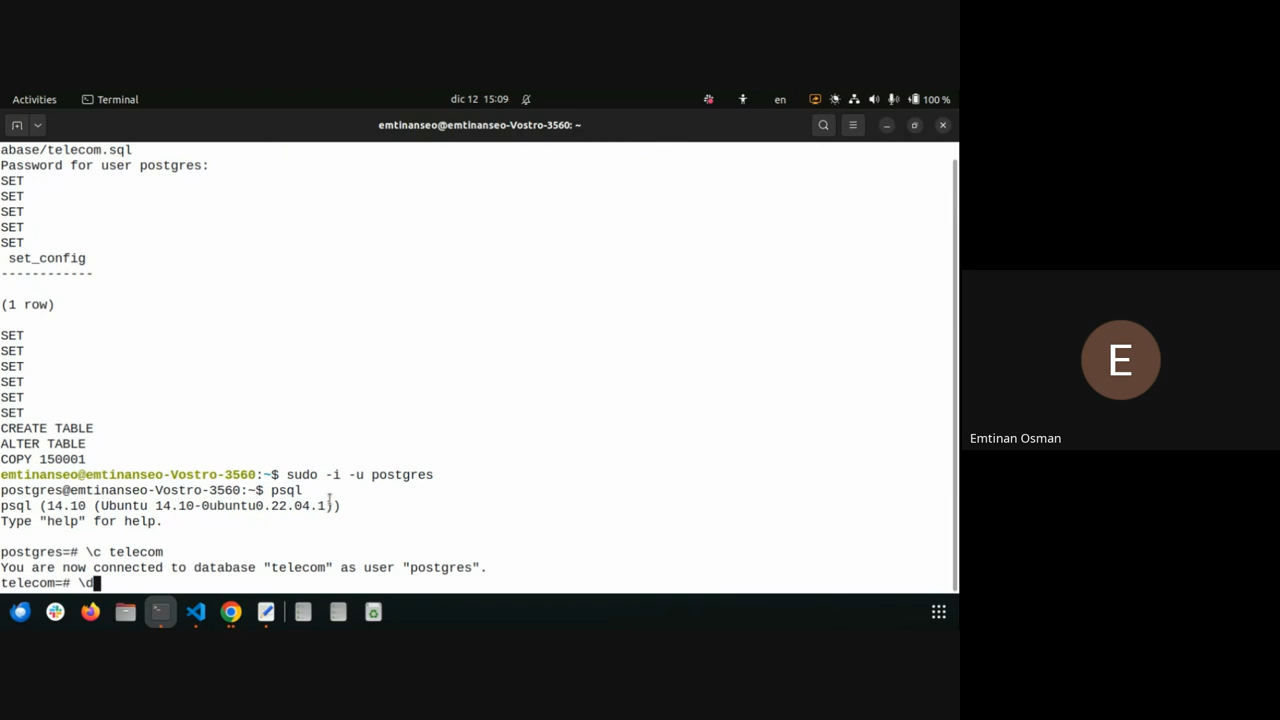 Activities Terminal dic 12 15:09 en 100 %
emtinanseo@emtinanseo-Vostro-3560: ~
abase/telecom.sql
Password for user postgres:
SET
SET
SET
SET
SET
set_config
------------
(1 row)
SET
SET
SET
SET
SET
SET
CREATE TABLE
ALTER TABLE
COPY 150001
emtinanseo@emtinanseo-Vostro-3560:~$ sudo -i -u postgres
postgres@emtinanseo-Vostro-3560:~$ psql
psql (14.10 (Ubuntu 14.10-0ubuntu0.22.04.1))
Type "help" for help.
postgres=# \c telecom
You are now connected to database "telecom" as user "postgres".
telecom=# \d
E
Emtinan Osman